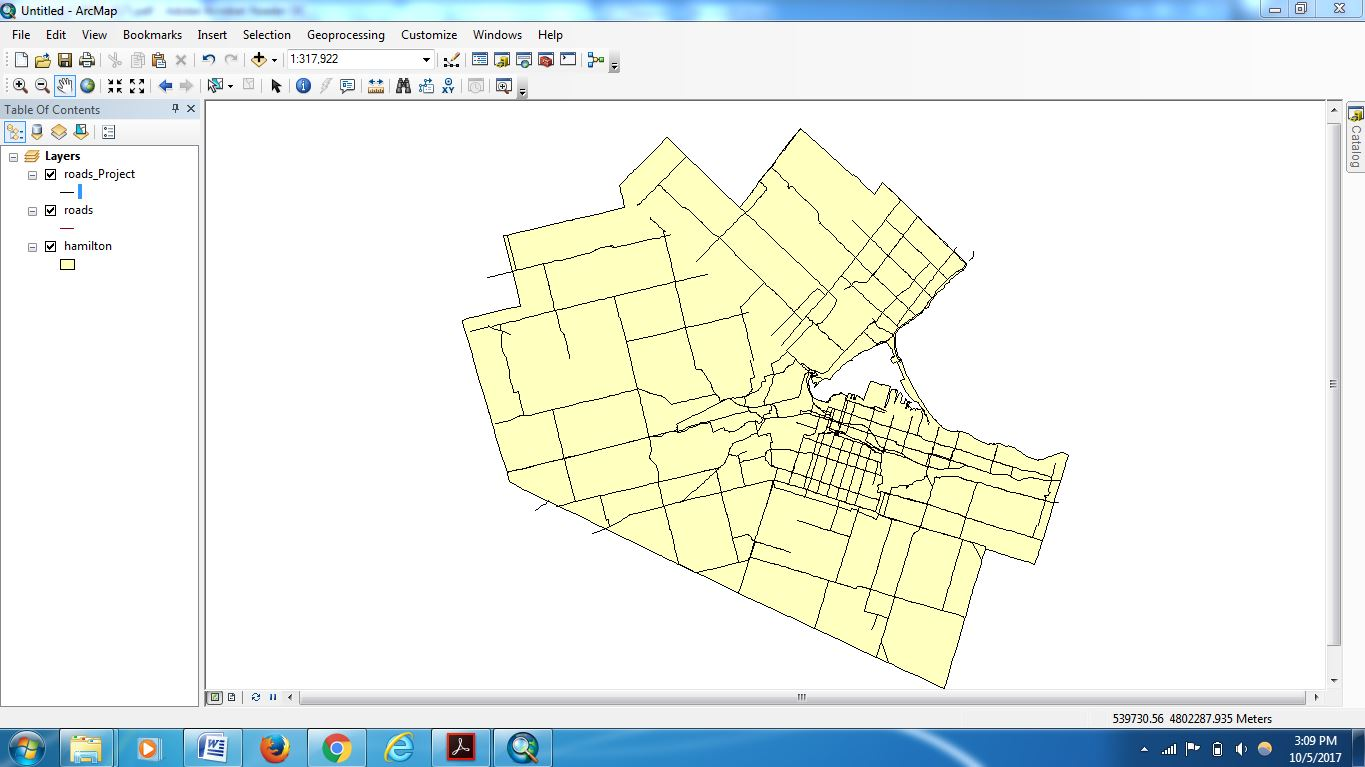 Untitled - ArcMap
File Edit View Bookmarks Insert Selection Geoprocessing Customize Windows Help
1:317,922
XY
Table Of Contents
Layers
roads_Project
roads
hamilton
Catalog
539730.56 4802287.935 Meters
3:09 PM
10/5/2017